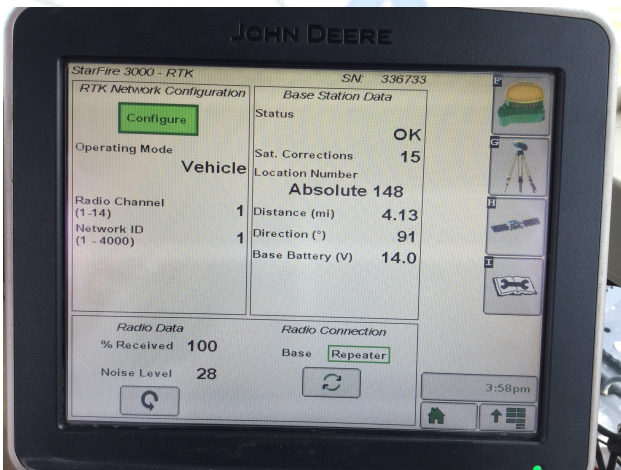 JOHN DEERE
StarFire 3000 - RTK
SN: 336733
RTK Network Configuration
Configure
Operating Mode
Vehicle
Radio Channel
(1-14)
1
Network ID
(1 - 4000)
1
Base Station Data
Status
OK
Sat. Corrections 15
Location Number
Absolute 148
Distance (mi) 4.13
Direction (°) 91
Base Battery (V) 14.0
Radio Data
% Received 100
Noise Level 28
Radio Connection
Base Repeater
F
G
H
I
3:58pm